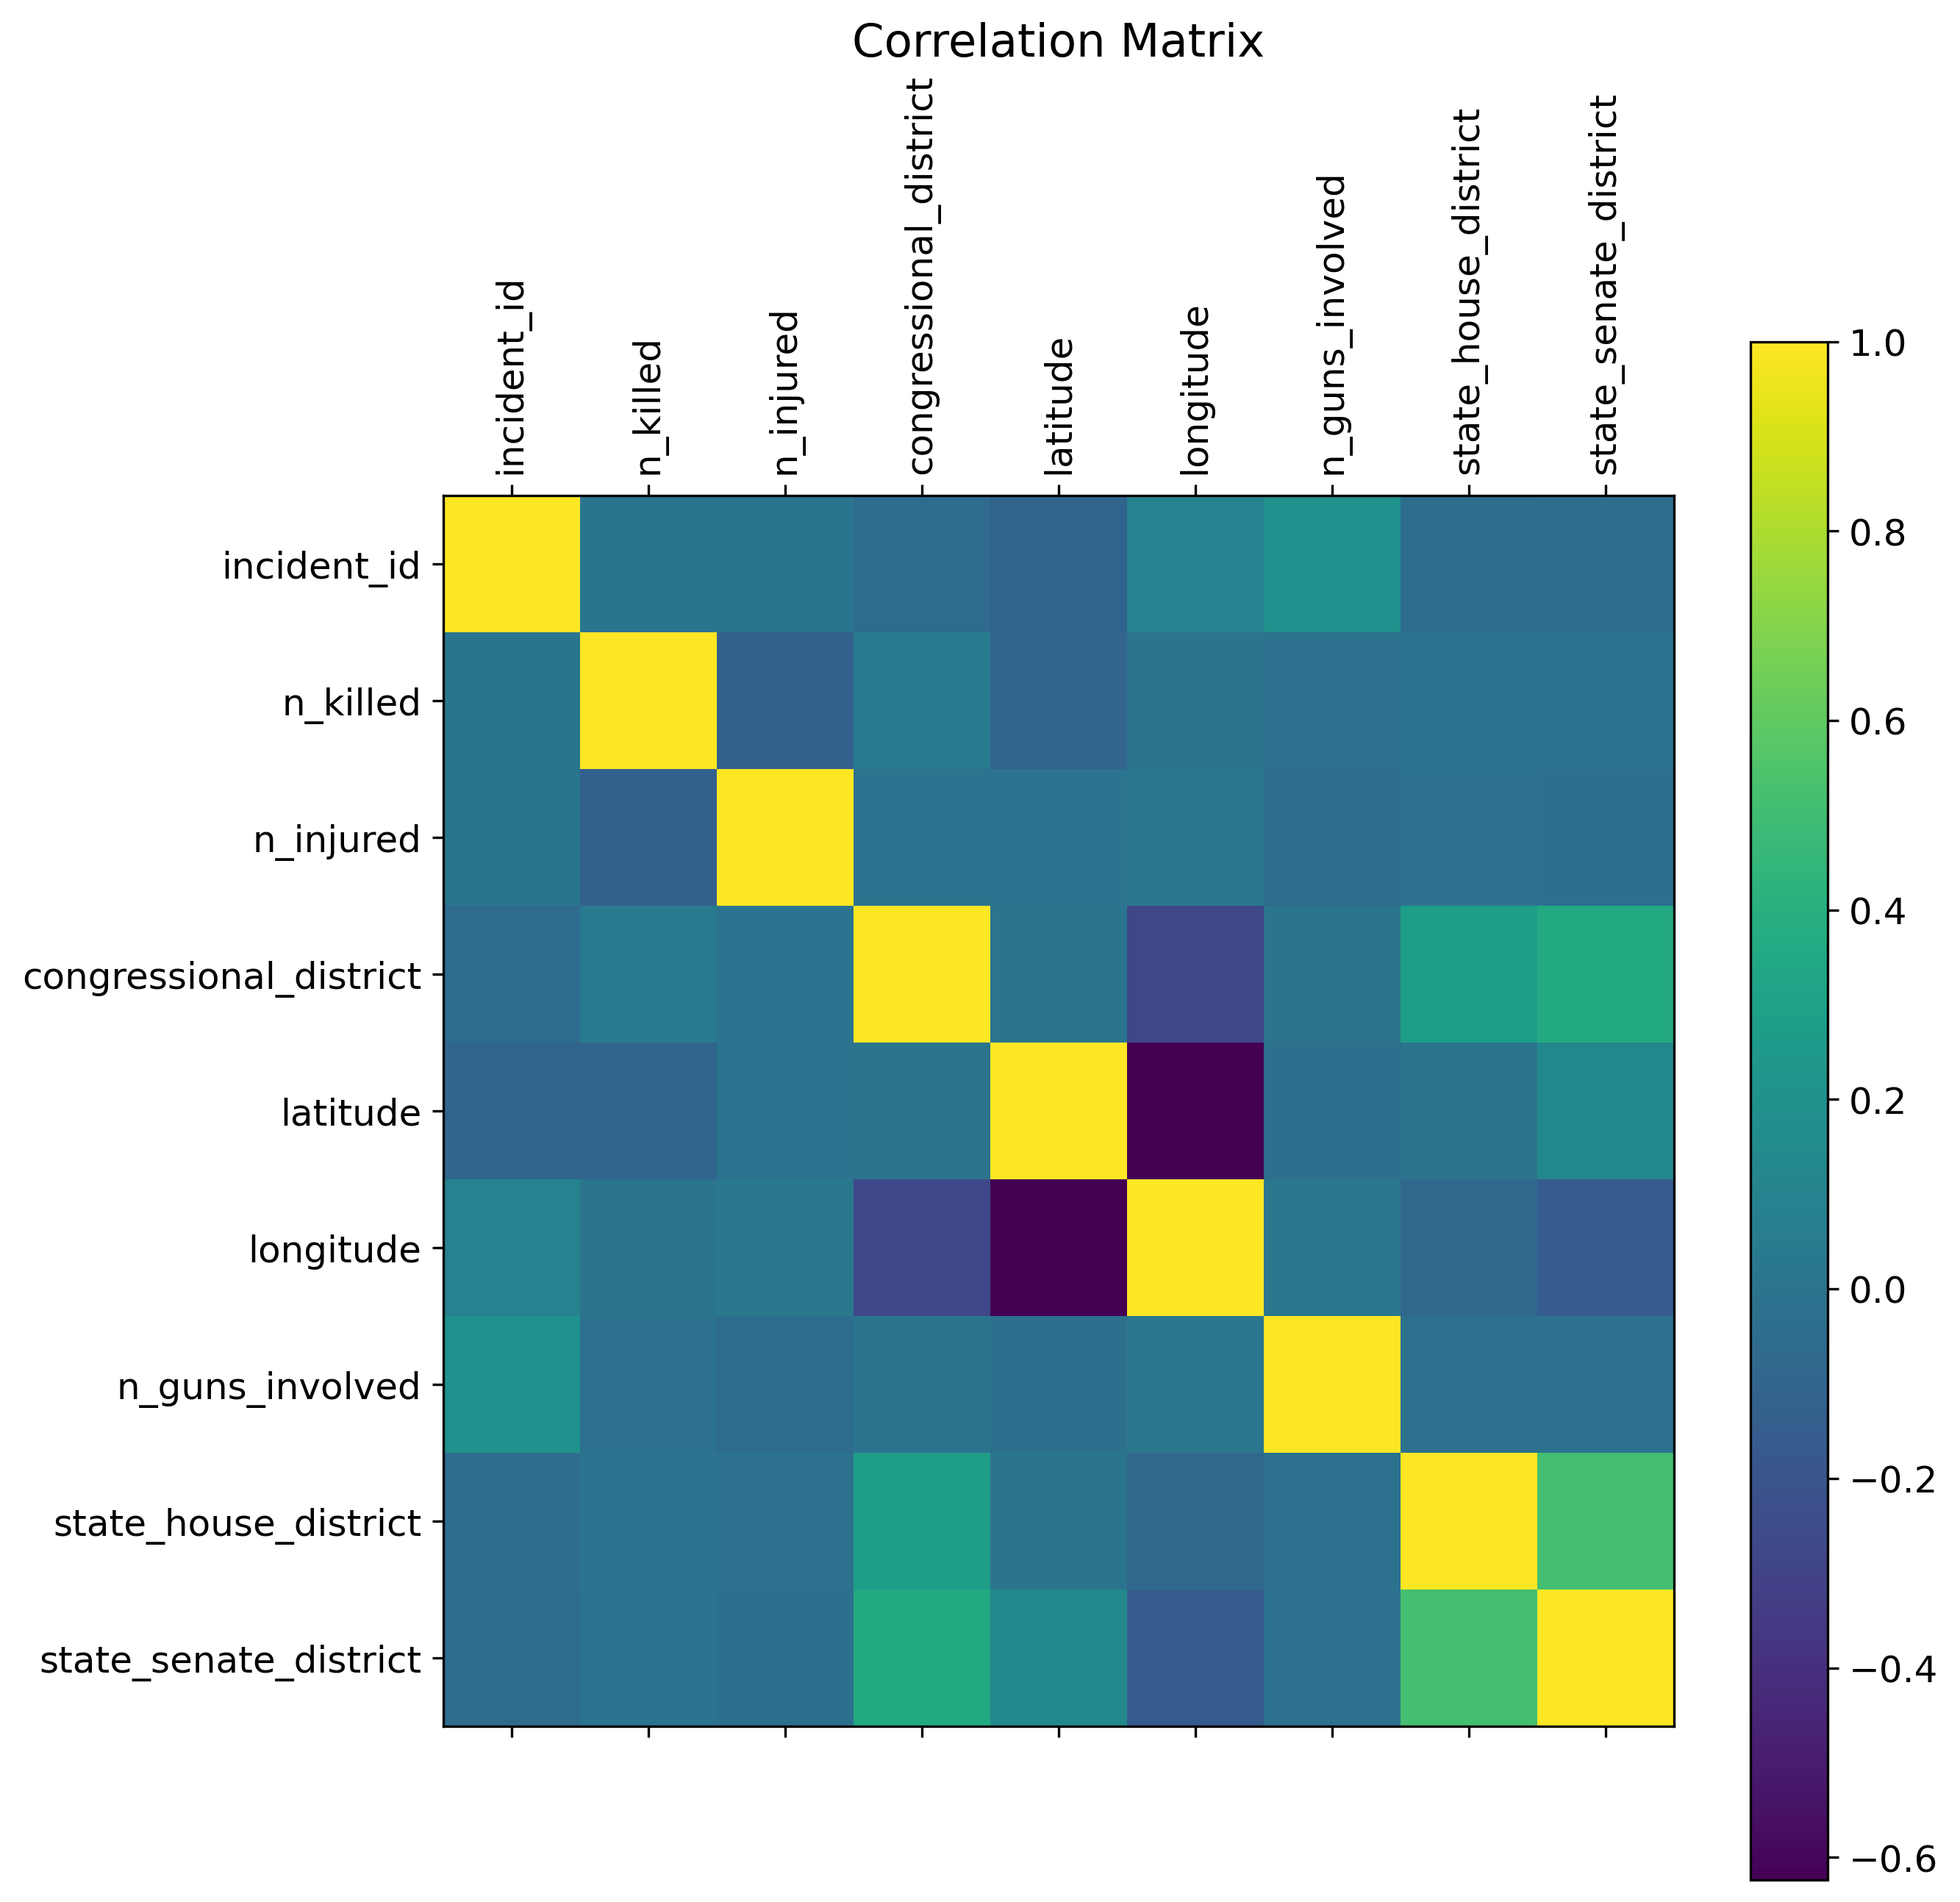 Correlation Matrix
incident_id
n_killed
n_injured
congressional_district
latitude
longitude
n_guns_involved
state_house_district
state_senate_district
incident_id
n_killed
n_injured
congressional_district
latitude
longitude
n_guns_involved
state_house_district
state_senate_district
1.0
0.8
0.6
0.4
0.2
0.0
−0.2
−0.4
−0.6